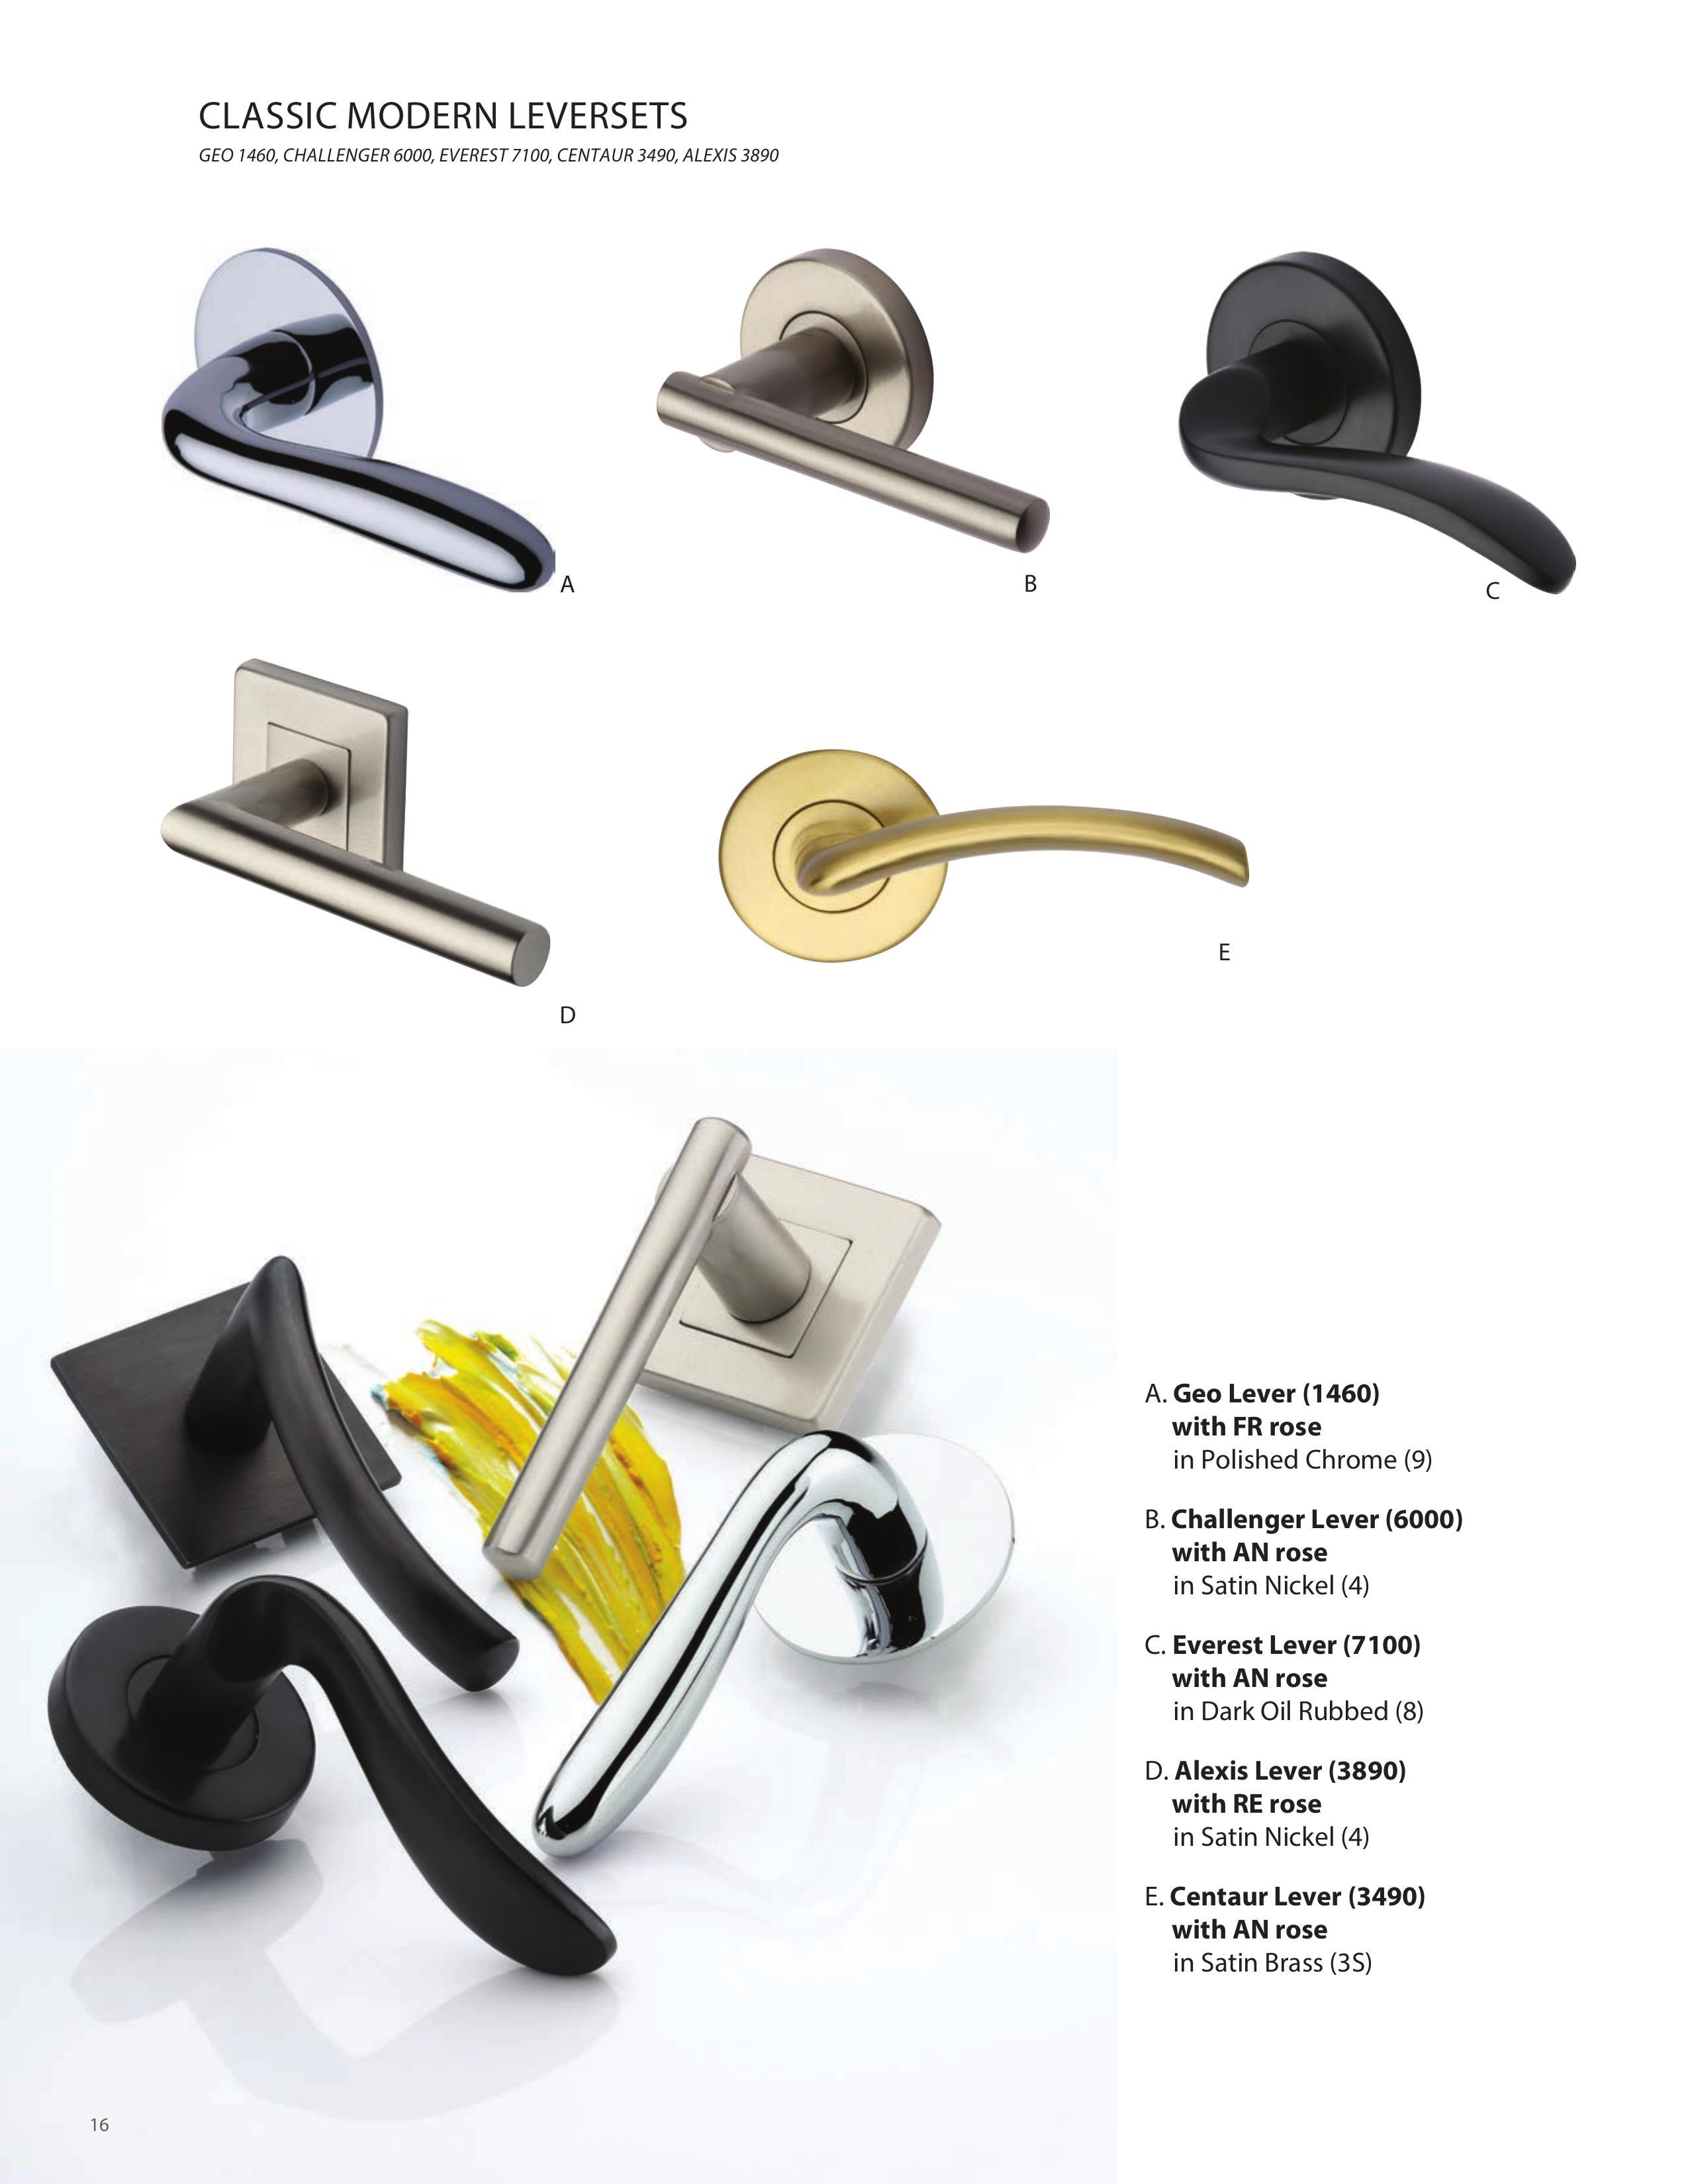 CLASSIC MODERN LEVERSETS
GEO 1460, CHALLENGER 6000, EVEREST 7100, CENTAUR 3490, ALEXIS 3890
A
B
C
D
E
A. Geo Lever (1460)
with FR rose
in Polished Chrome (9)
B. Challenger Lever (6000)
with AN rose
in Satin Nickel (4)
C. Everest Lever (7100)
with AN rose
in Dark Oil Rubbed (8)
D. Alexis Lever (3890)
with RE rose
in Satin Nickel (4)
E. Centaur Lever (3490)
with AN rose
in Satin Brass (3S)
16